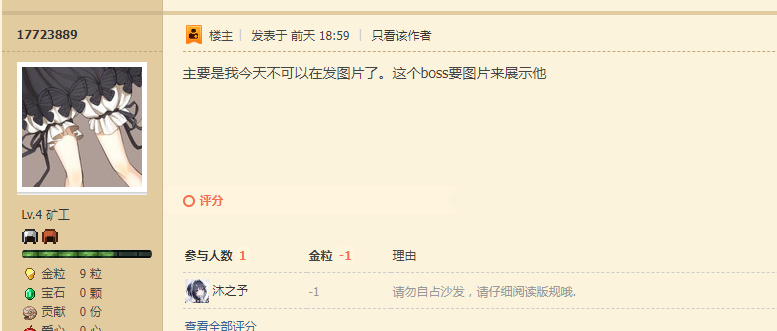 17723889
楼主 | 发表于 前天 18:59 | 只看该作者
主要是我今天不可以在发图片了。这个boss要图片来展示他
评分
Lv.4 矿工
参与人数 1 金粒 -1 理由
金粒 9 粒
沐之予 -1 请勿自占沙发，请仔细阅读版规哦.
宝石 0 颗
贡献 0 份
查看全部评分
爱心 0 心